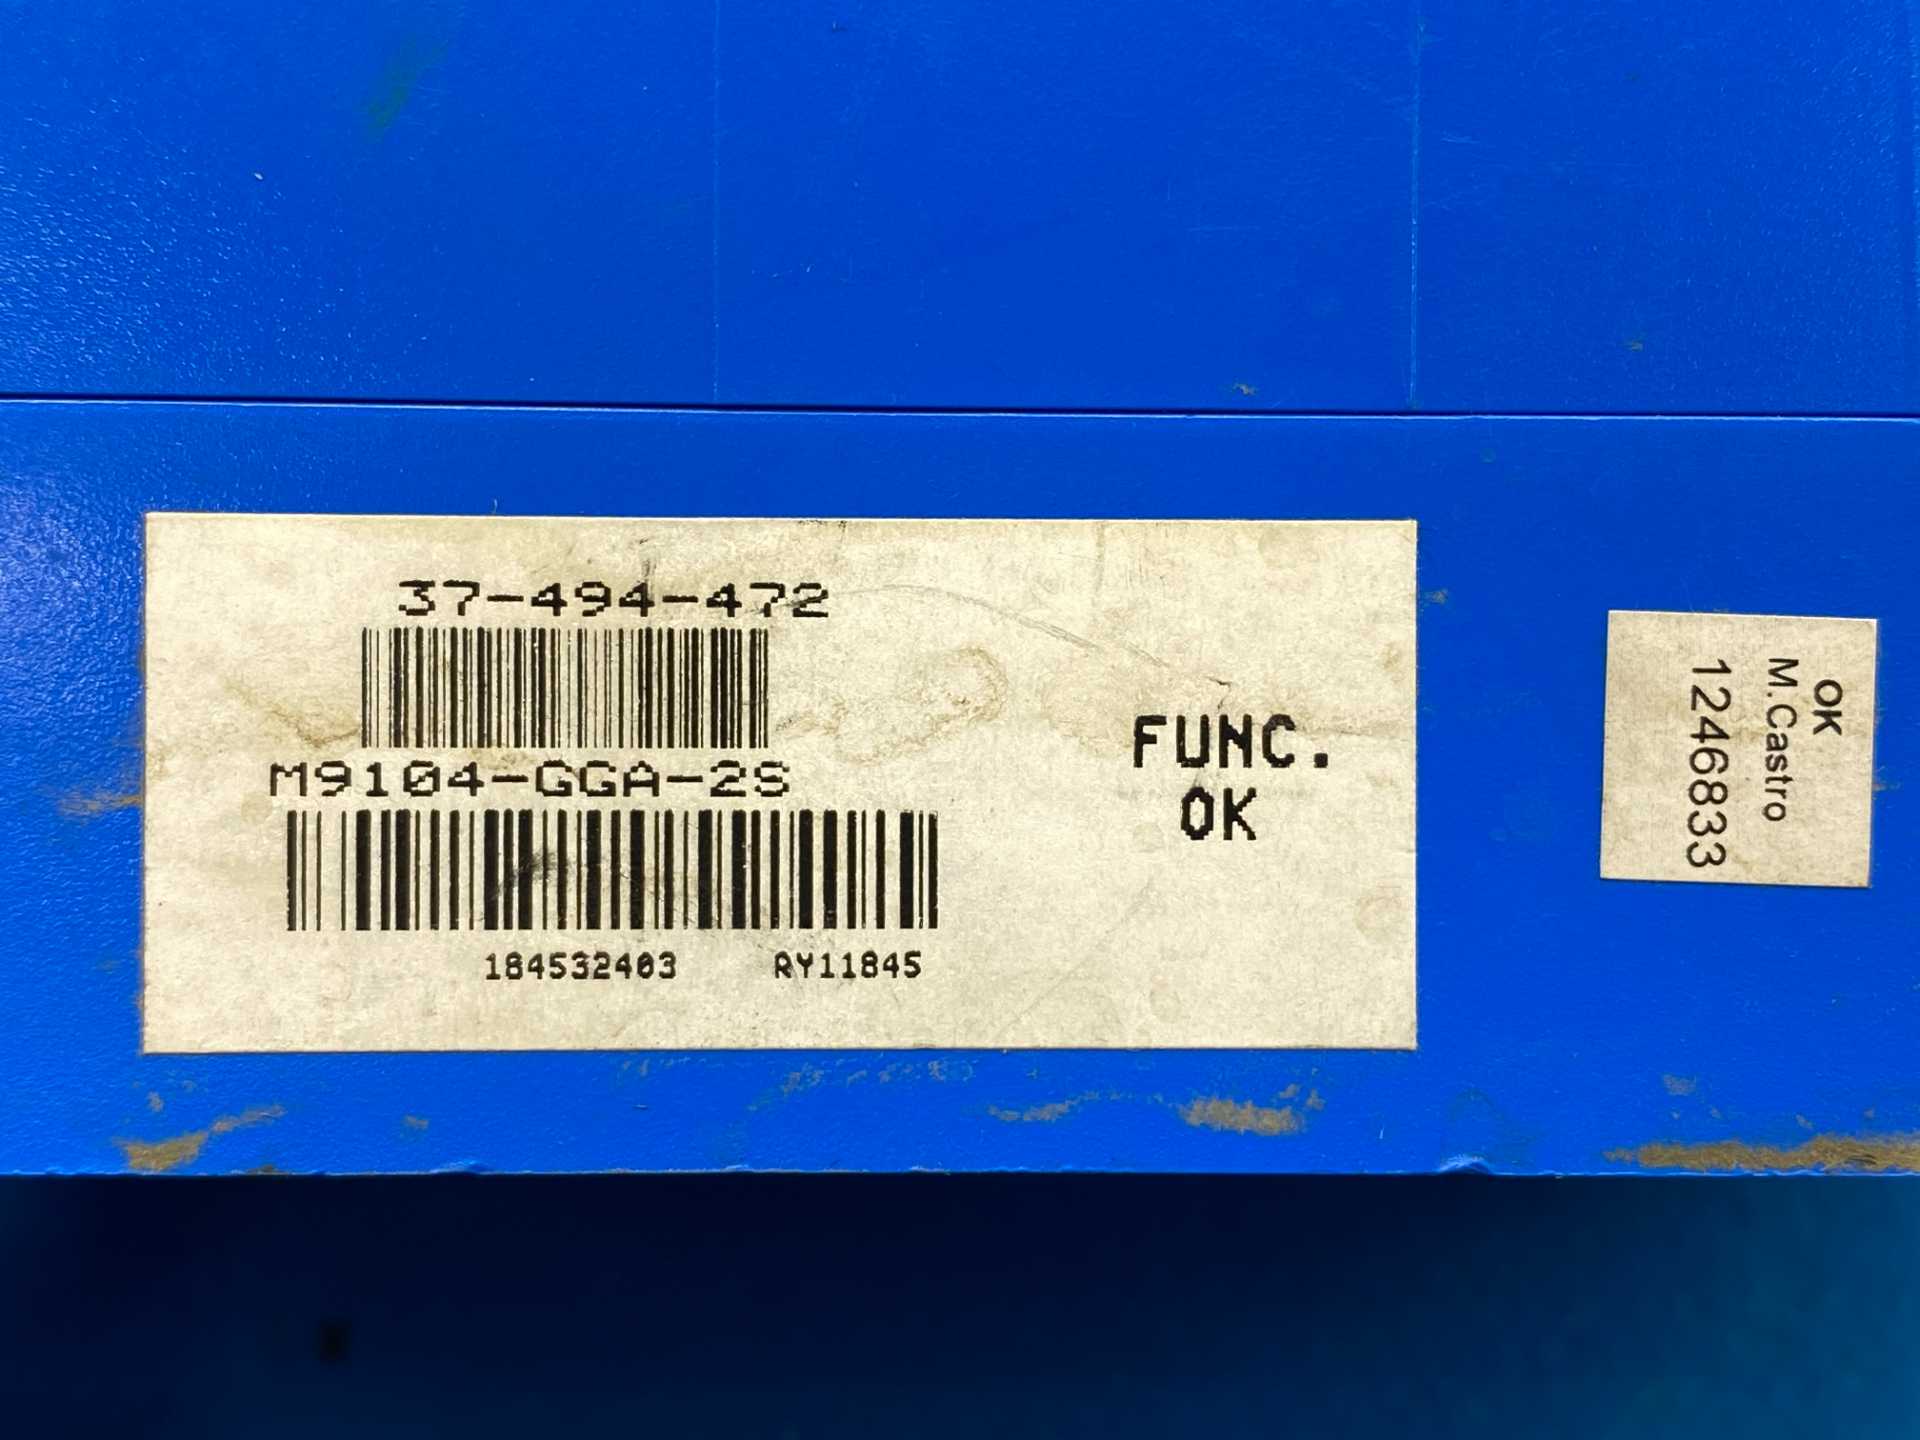 37-494-472
M9104-GGA-2S
184532403 RY11845
FUNC.
OK
OK
M.Castro
1246833